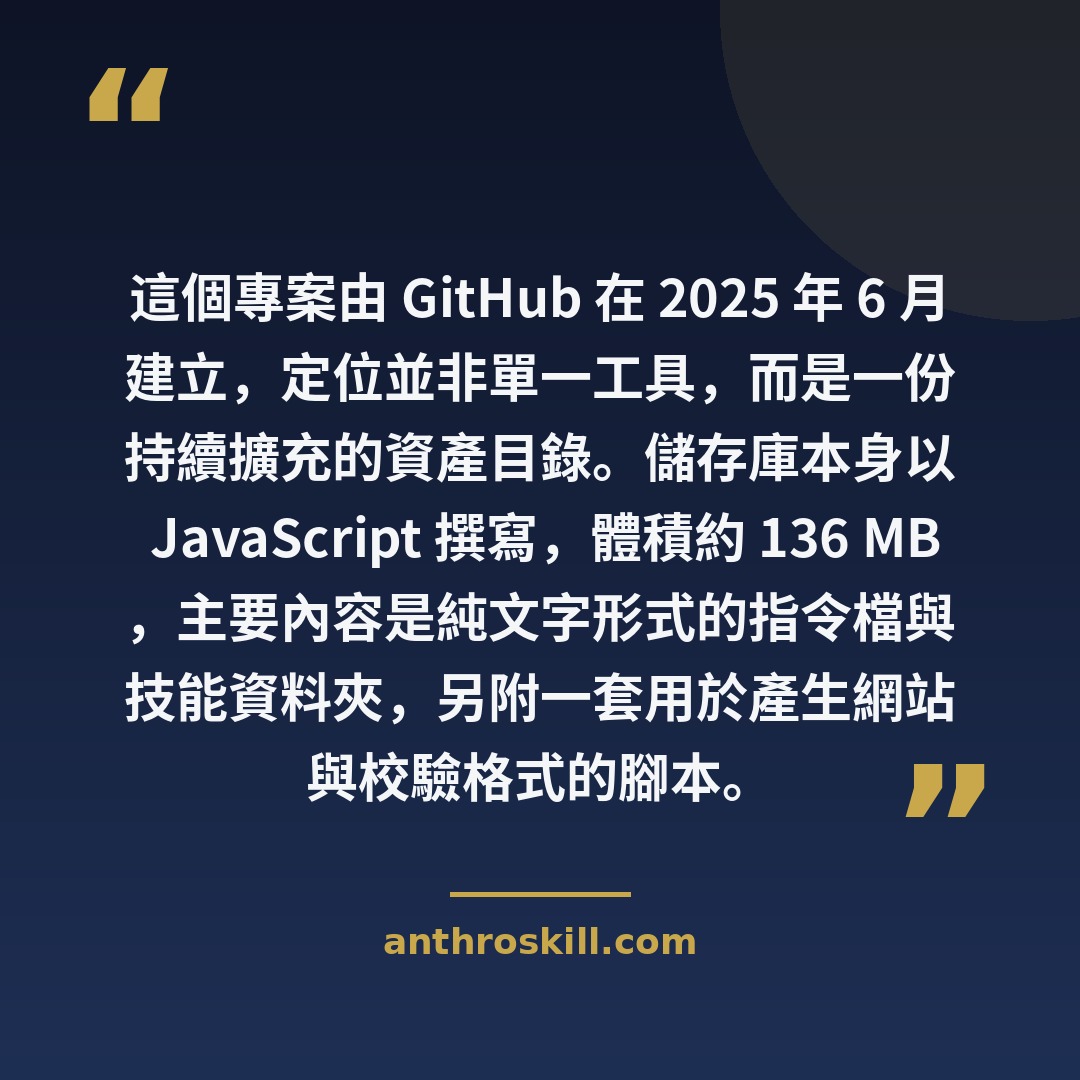 “
這個專案由 GitHub 在 2025 年 6 月
建立，定位並非單一工具，而是一份
持續擴充的資產目錄。儲存庫本身以
JavaScript 撰寫，體積約 136 MB
，主要內容是純文字形式的指令檔與
技能資料夾，另附一套用於產生網站
與校驗格式的腳本。
”
anthroskill.com